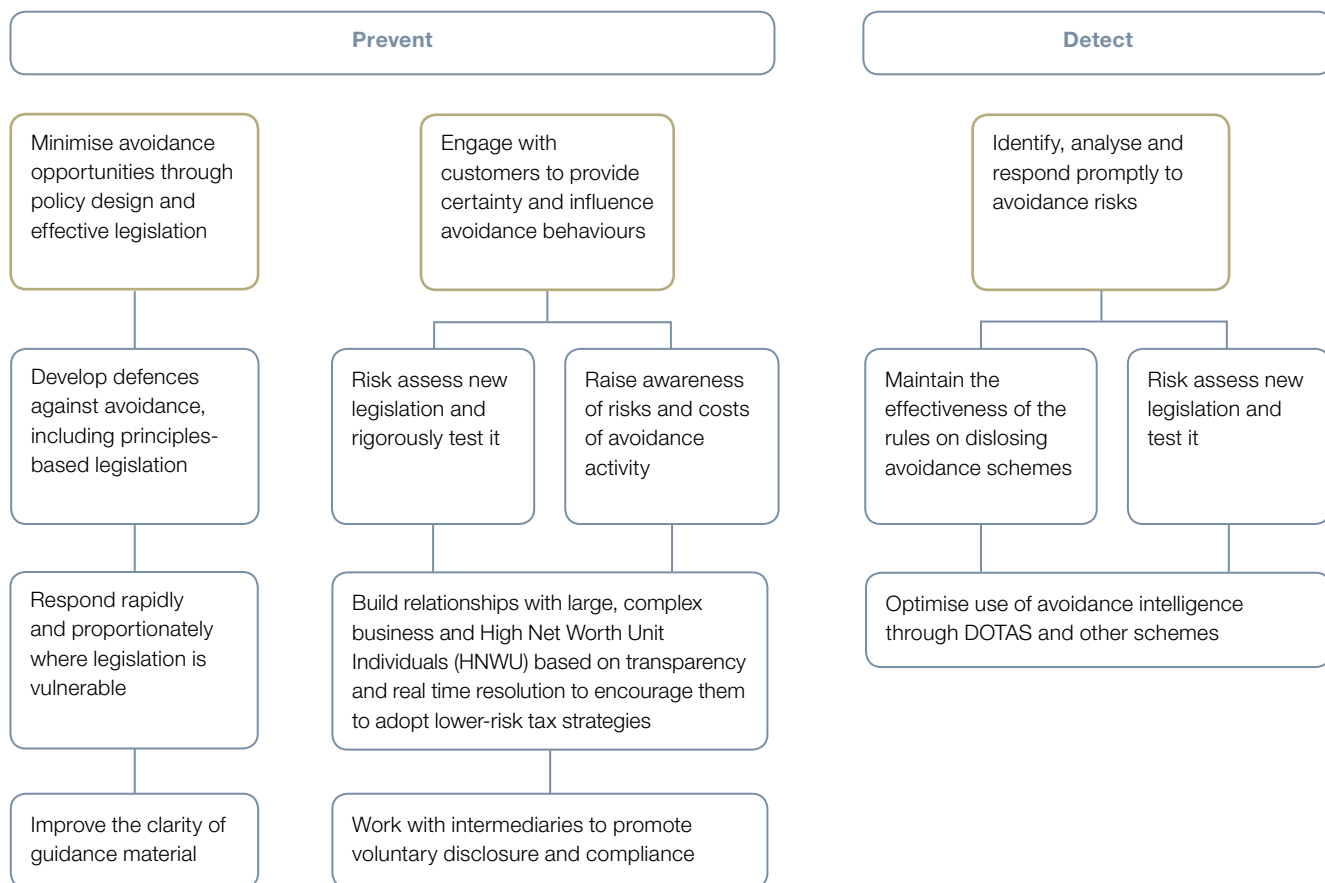 Prevent
Detect
Minimise avoidance
opportunities through
policy design and
effective legislation
Engage with
customers to provide
certainty and influence
avoidance behaviours
Identify, analyse and
respond promptly to
avoidance risks
Develop defences
against avoidance,
including principles-
based legislation
Risk assess new
legislation and
rigorously test it
Raise awareness
of risks and costs
of avoidance
activity
Maintain the
effectiveness of the
rules on dislosing
avoidance schemes
Risk assess new
legislation and
test it
Respond rapidly
and proportionately
where legislation is
vulnerable
Build relationships with large, complex
business and High Net Worth Unit
Individuals (HNWU) based on transparency
and real time resolution to encourage them
to adopt lower-risk tax strategies
Optimise use of avoidance intelligence
through DOTAS and other schemes
Improve the clarity of
guidance material
Work with intermediaries to promote
voluntary disclosure and compliance